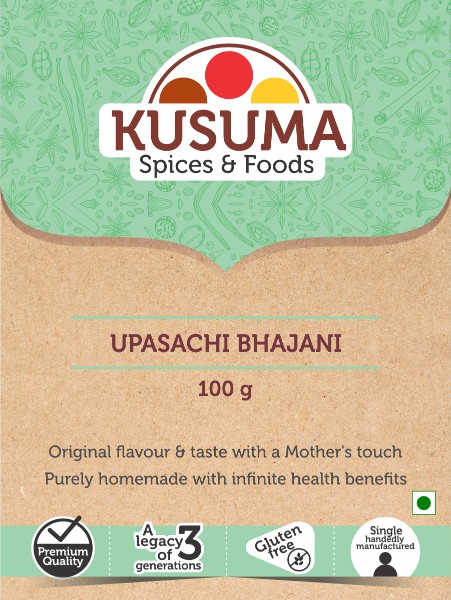 KUSUMA
Spices & Foods
UPASACHI BHAJANI
100 g
Original flavour & taste with a Mother's touch
Purely homemade with infinite health benefits
Premium
Quality
A
legacy
of
3
generations
Gluten
free
Single
handedly
manufactured